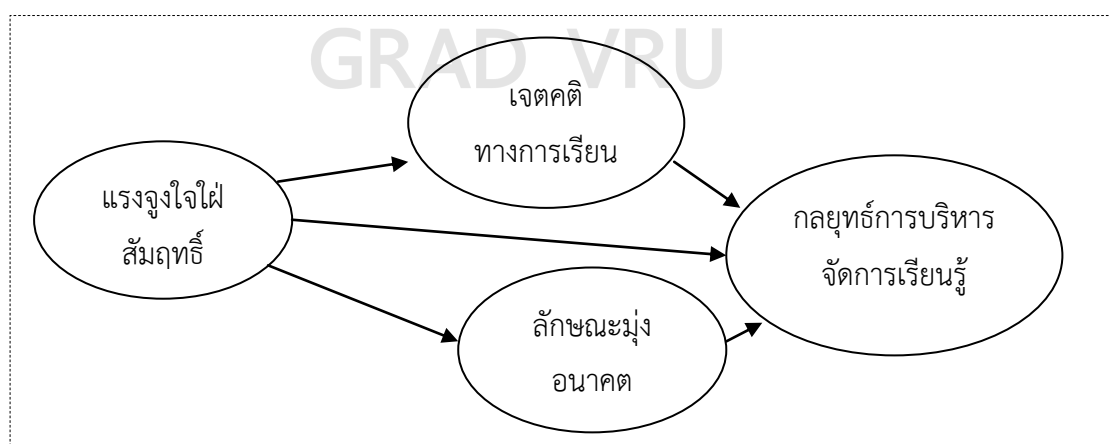 GRAD VRU
เจตคติ
ทางการเรียน
แรงจูงใจใฝ่
สัมฤทธิ์
กลยุทธ์การบริหาร
จัดการเรียนรู้
ลักษณะมุ่ง
อนาคต